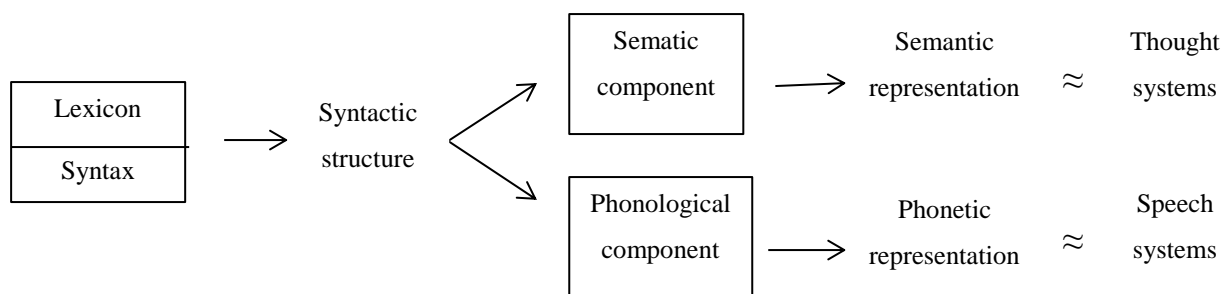 Lexicon
Syntax
Syntactic
structure
Sematic
component
Semantic
representation
≈
Thought
systems
Phonological
component
Phonetic
representation
≈
Speech
systems